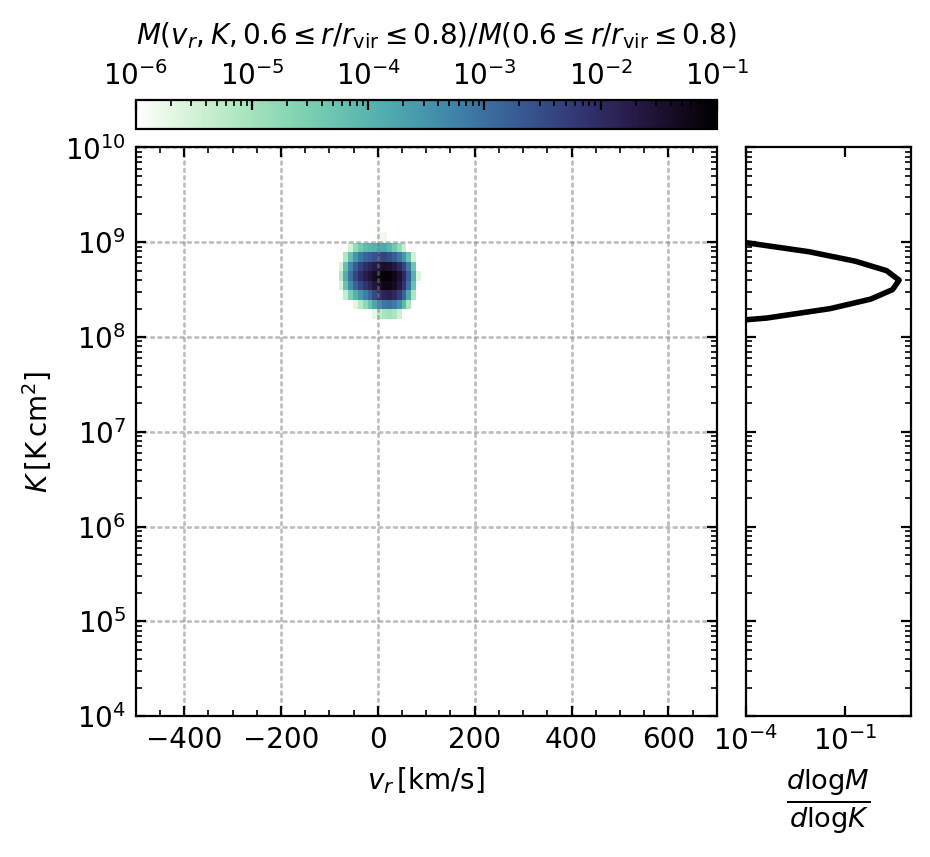 M(v_r, K, 0.6 ≤ r/r_vir ≤ 0.8)/M(0.6 ≤ r/r_vir ≤ 0.8)
10^{-6} 10^{-5} 10^{-4} 10^{-3} 10^{-2} 10^{-1}
10^{10}
10^9
10^8
10^7
10^6
10^5
10^4
K [K cm^2]
−400 −200 0 200 400 600
v_r [km/s]
10^{-4} 10^{-1}
dlogM
dlogK